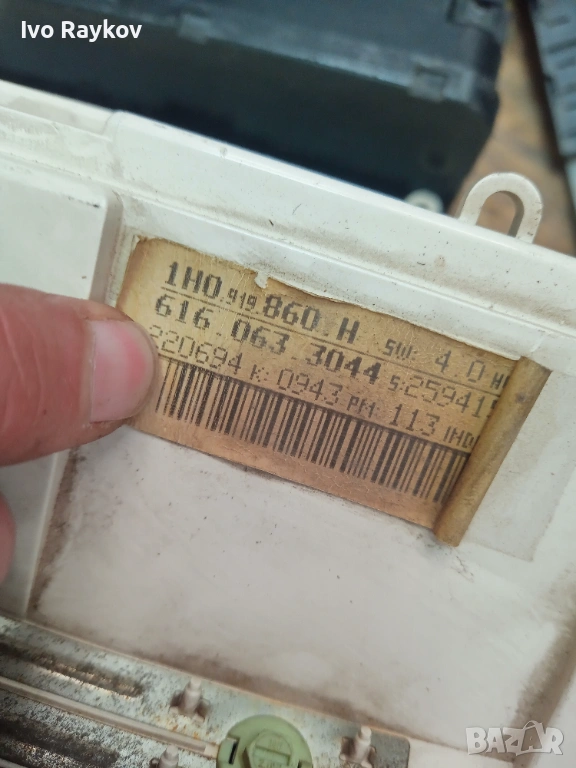 Ivo Raykov
1H0.919.860.H SW: 4.0
616 063 3044
220694 K: 0943 PM: 113
BAZAR